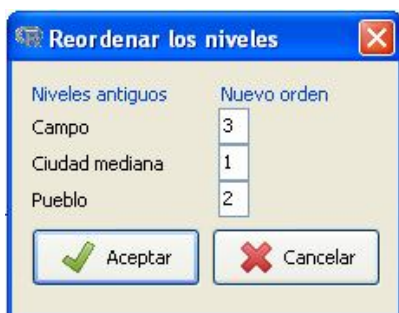 Reordenar los niveles
Niveles antiguos Nuevo orden
Campo 3
Ciudad mediana 1
Pueblo 2
Aceptar Cancelar